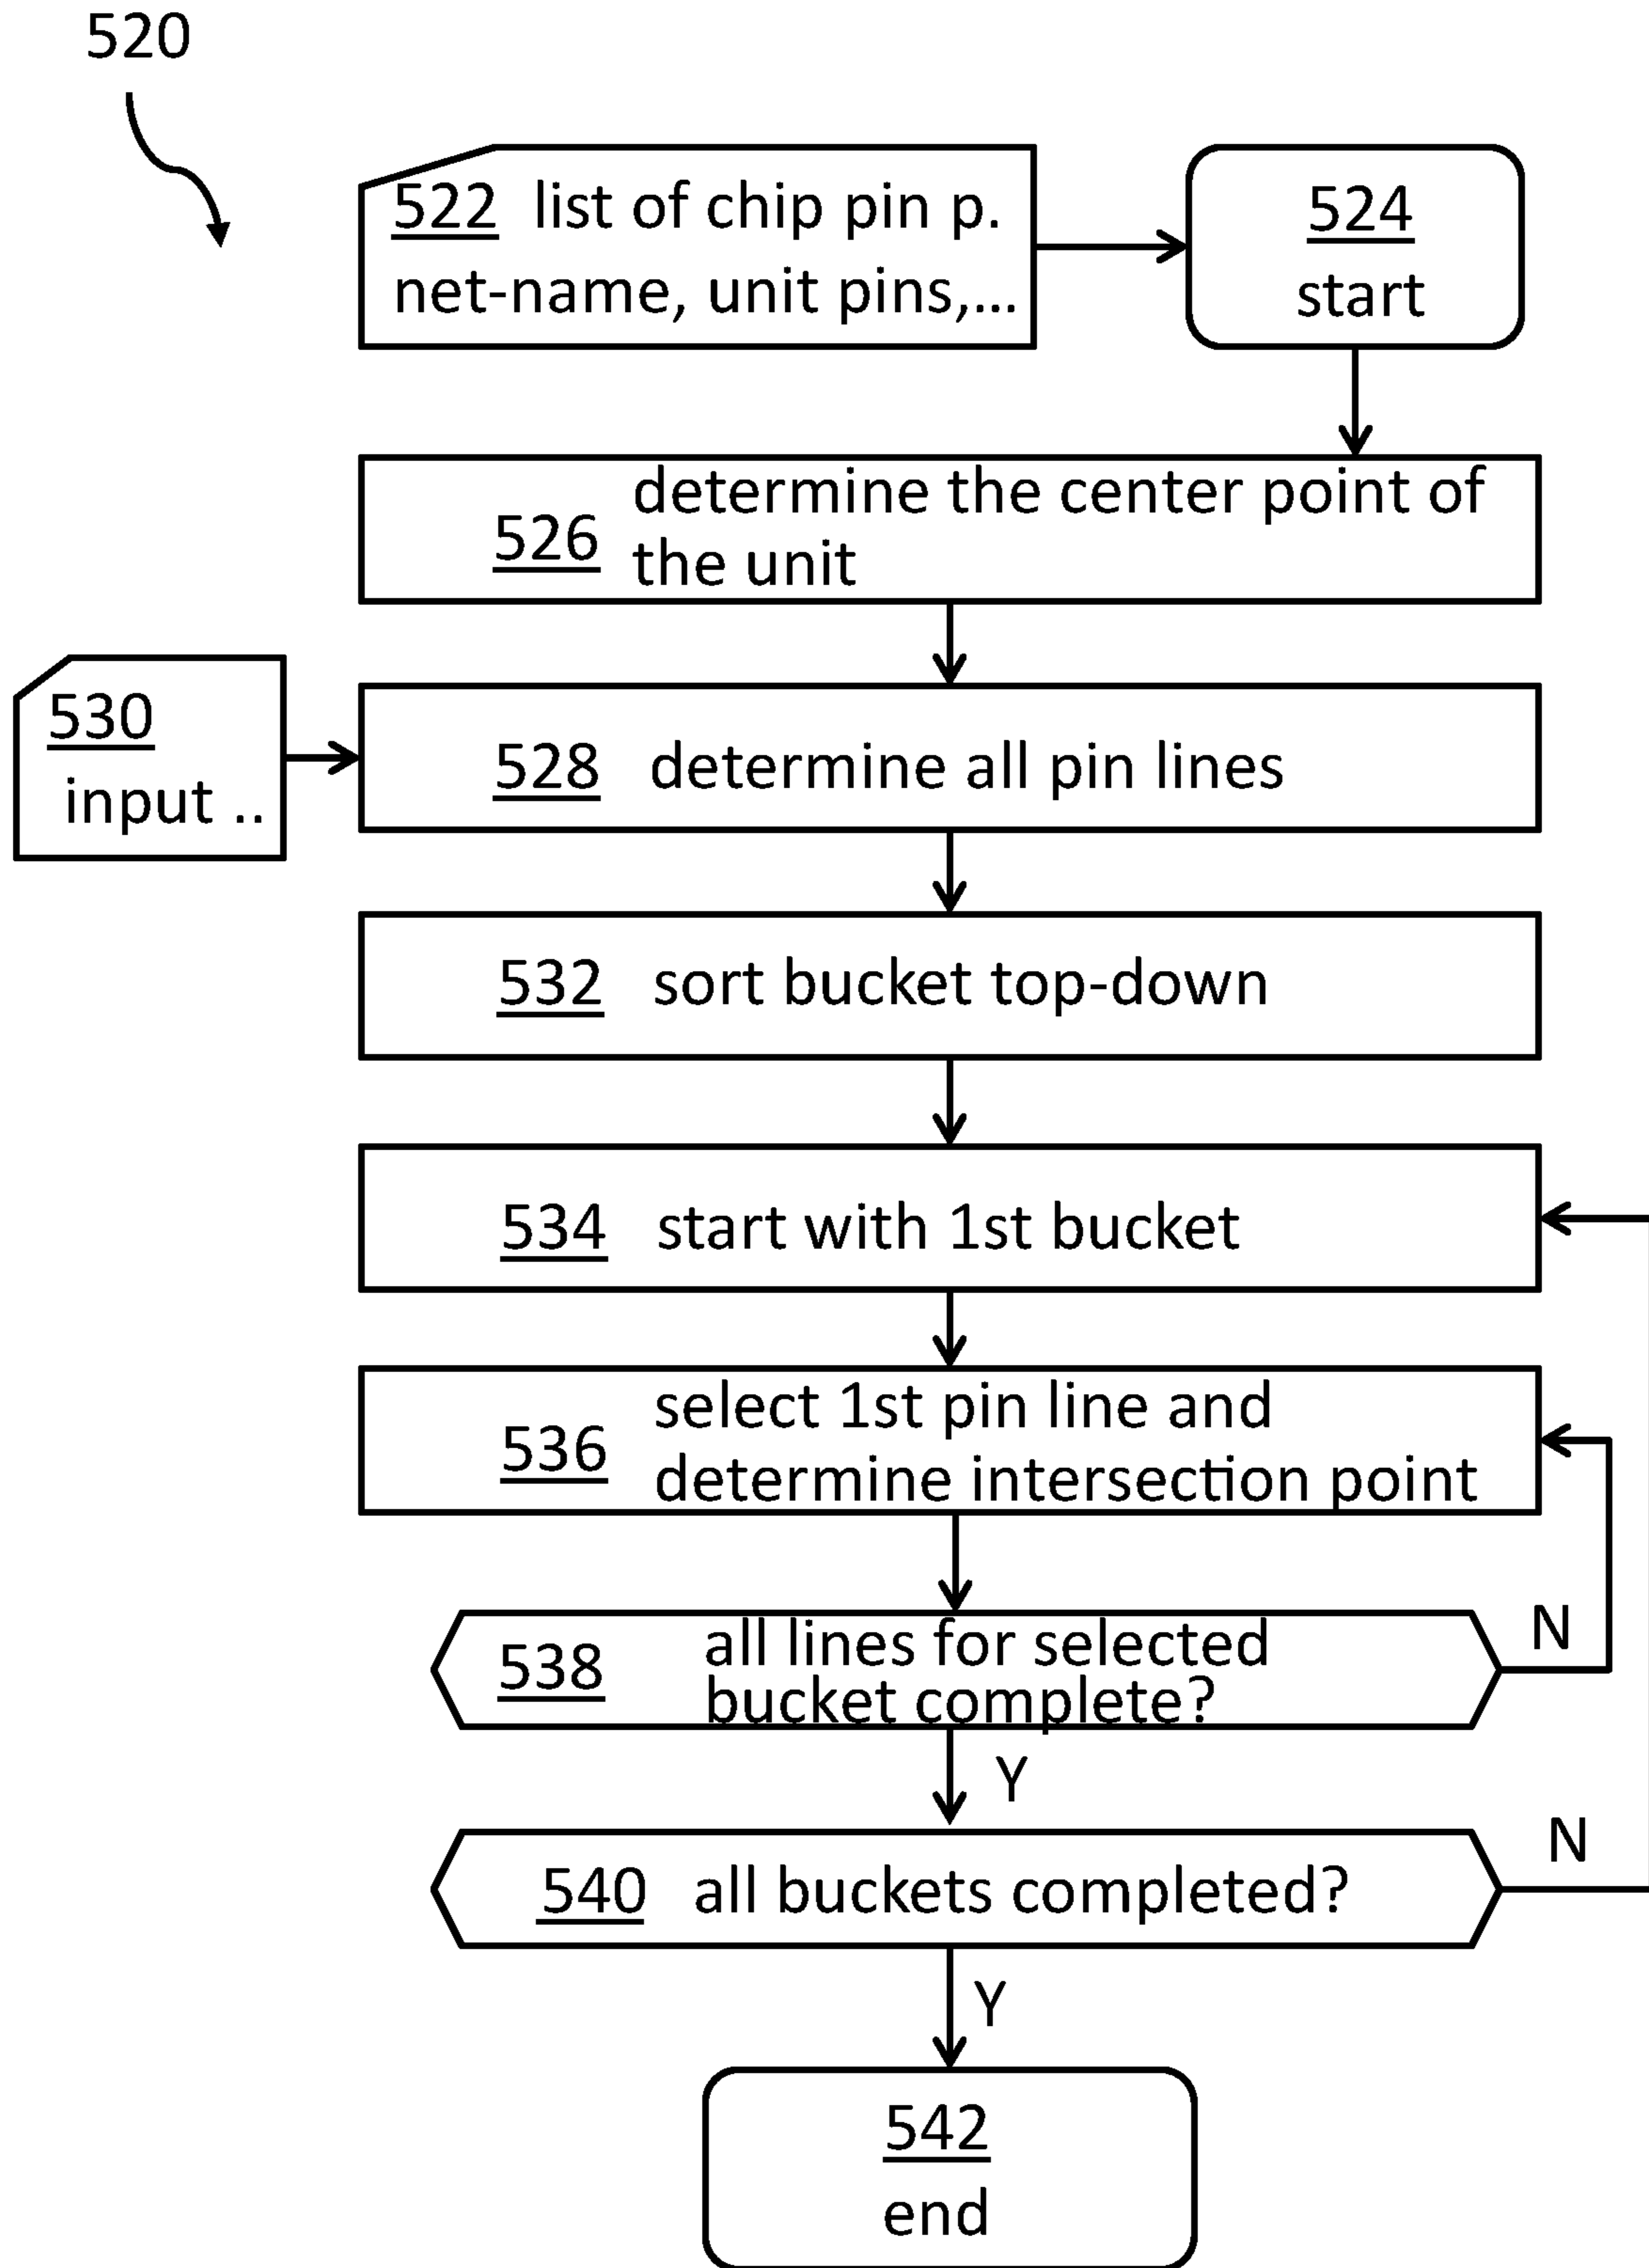 520
522 list of chip pin p.
net-name, unit pins,...
524
start
526 determine the center point of
the unit
530
input ..
528 determine all pin lines
532 sort bucket top-down
534 start with 1st bucket
536 select 1st pin line and
determine intersection point
538 all lines for selected
bucket complete?
N
Y
540 all buckets completed?
N
Y
542
end